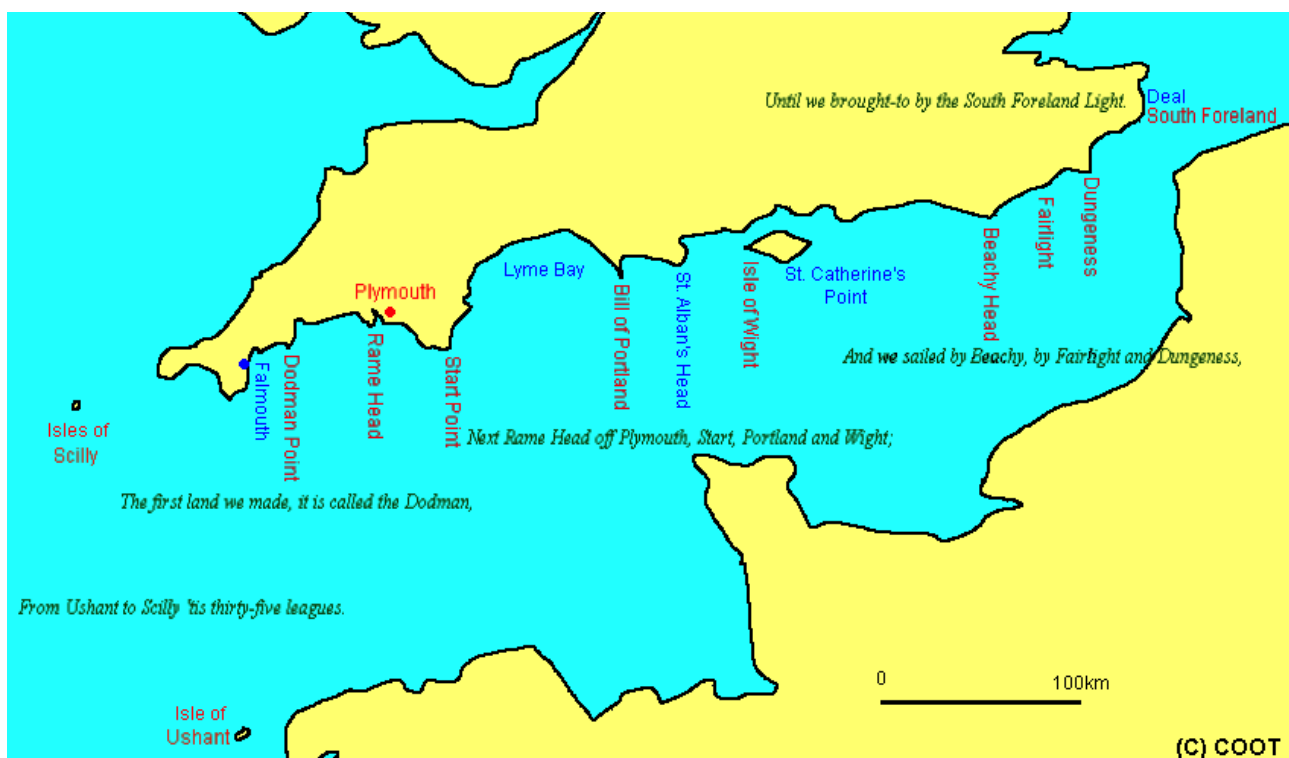 Until we brought-to by the South Foreland Light.
Deal
South Foreland
Dungeness
Fairlight
Beachy Head
Lyme Bay
St. Catherine's
Point
Isle of Wight
St. Alban's Head
Bill of Portland
Plymouth
Start Point
Rame Head
Dodman Point
Falmouth
Isles of
Scilly
And we sailed by Beachy, by Fairlight and Dungeness,
Next Rame Head off Plymouth, Start, Portland and Wight;
The first land we made, it is called the Dodman,
From Ushant to Scilly 'tis thirty-five leagues.
Isle of
Ushant
0
100km
(C) COOT